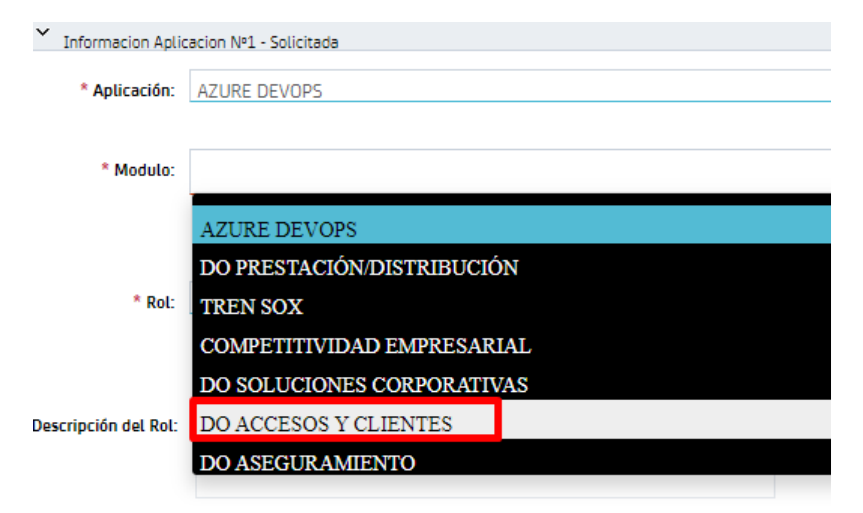 Informacion Aplicacion Nº1 - Solicitada
* Aplicación: AZURE DEVOPS
* Modulo:
AZURE DEVOPS
DO PRESTACIÓN/DISTRIBUCIÓN
* Rol:
TREN SOX
COMPETITIVIDAD EMPRESARIAL
DO SOLUCIONES CORPORATIVAS
Descripción del Rol:
DO ACCESOS Y CLIENTES
DO ASEGURAMIENTO